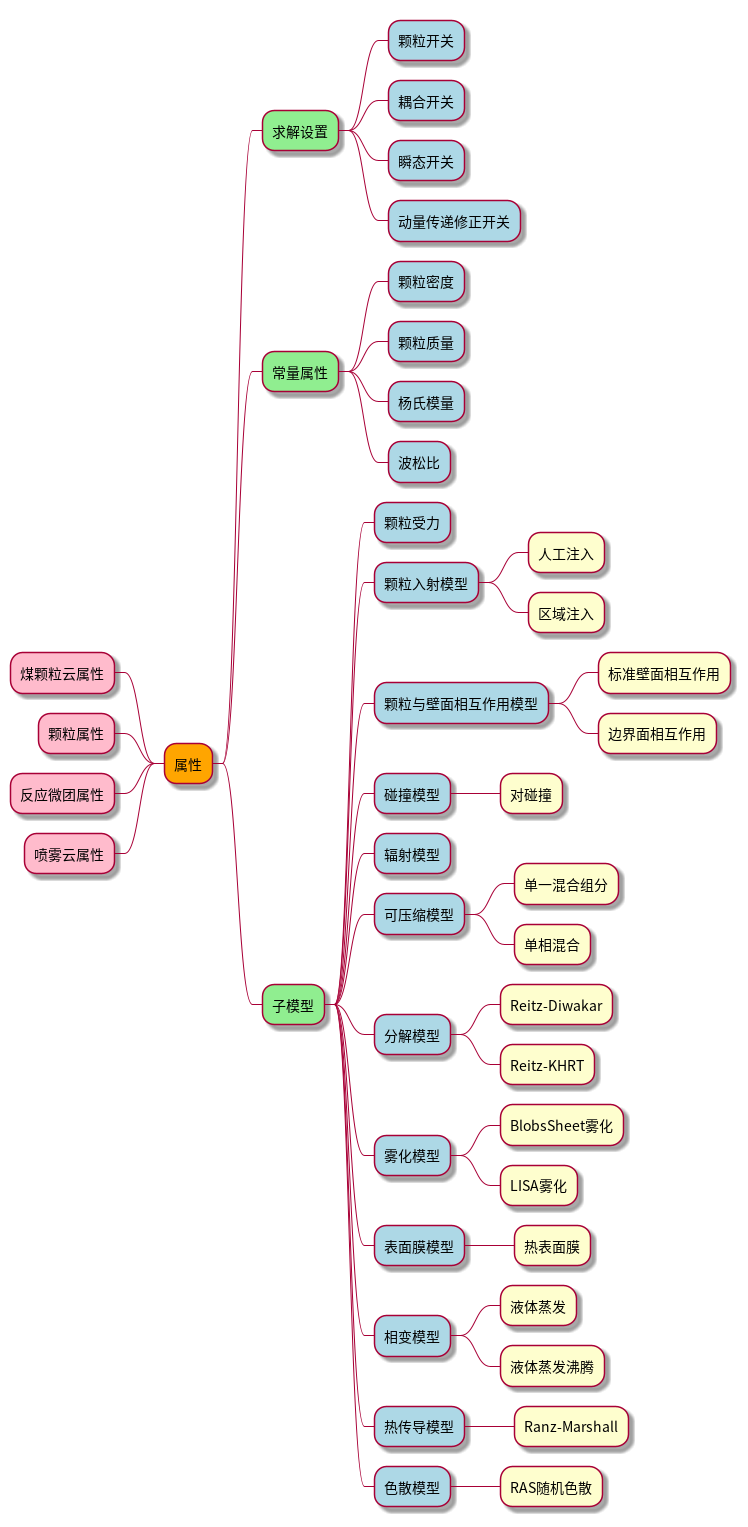 属性
煤颗粒云属性
颗粒属性
反应微团属性
喷雾云属性
求解设置
颗粒开关
耦合开关
瞬态开关
动量传递修正开关
常量属性
颗粒密度
颗粒质量
杨氏模量
波松比
子模型
颗粒受力
颗粒入射模型
人工注入
区域注入
颗粒与壁面相互作用模型
标准壁面相互作用
边界面相互作用
碰撞模型
对碰撞
辐射模型
可压缩模型
单一混合组分
单相混合
分解模型
Reitz-Diwakar
Reitz-KHRT
雾化模型
BlobsSheet雾化
LISA雾化
表面膜模型
热表面膜
相变模型
液体蒸发
液体蒸发沸腾
热传导模型
Ranz-Marshall
色散模型
RAS随机色散